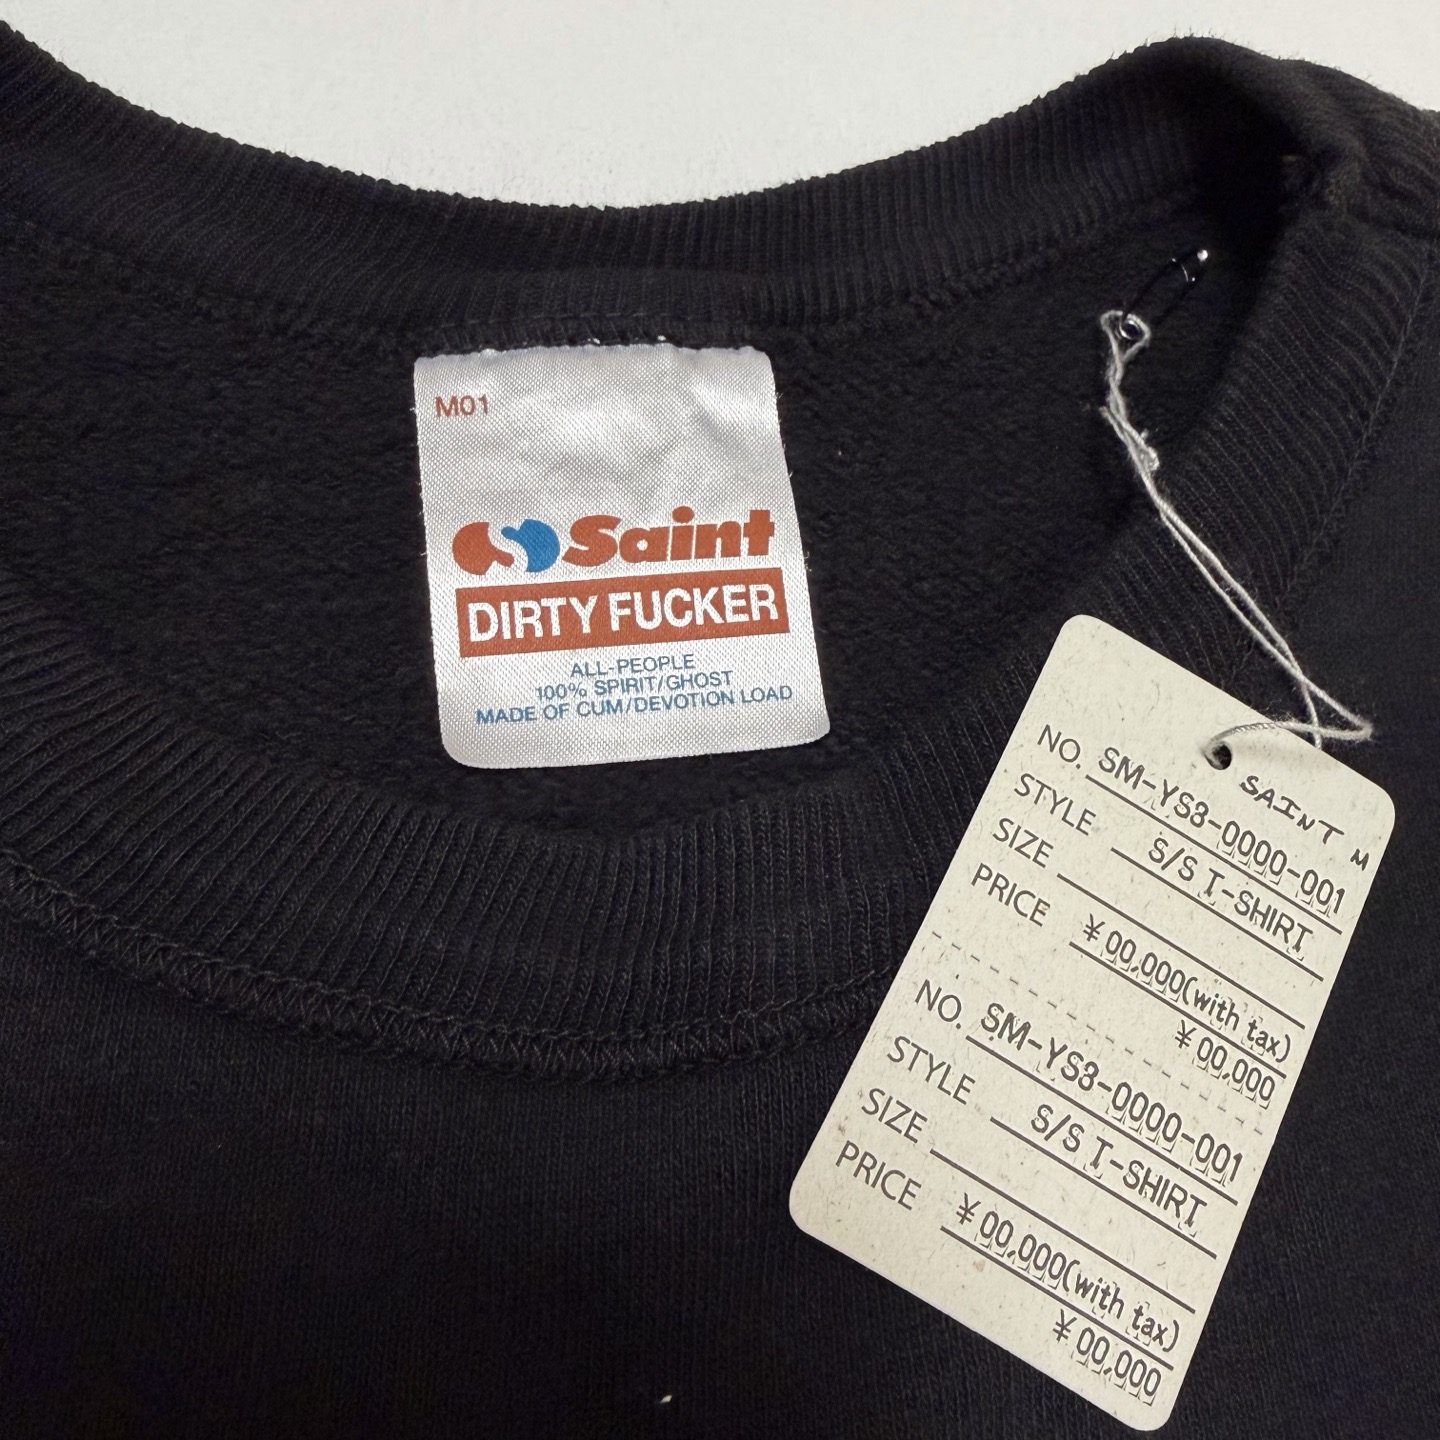 M01
Saint
DIRTY FUCKER
ALL-PEOPLE
100% SPIRIT/GHOST
MADE OF CUM/DEVOTION LOAD
SAINT M
NO. SM-YS3-0000-001
STYLE S/S T-SHIRT
SIZE
PRICE ¥00,000(with tax)
¥00,000
NO. SM-YS3-0000-001
STYLE S/S T-SHIRT
SIZE
PRICE ¥00,000(with tax)
¥00,000